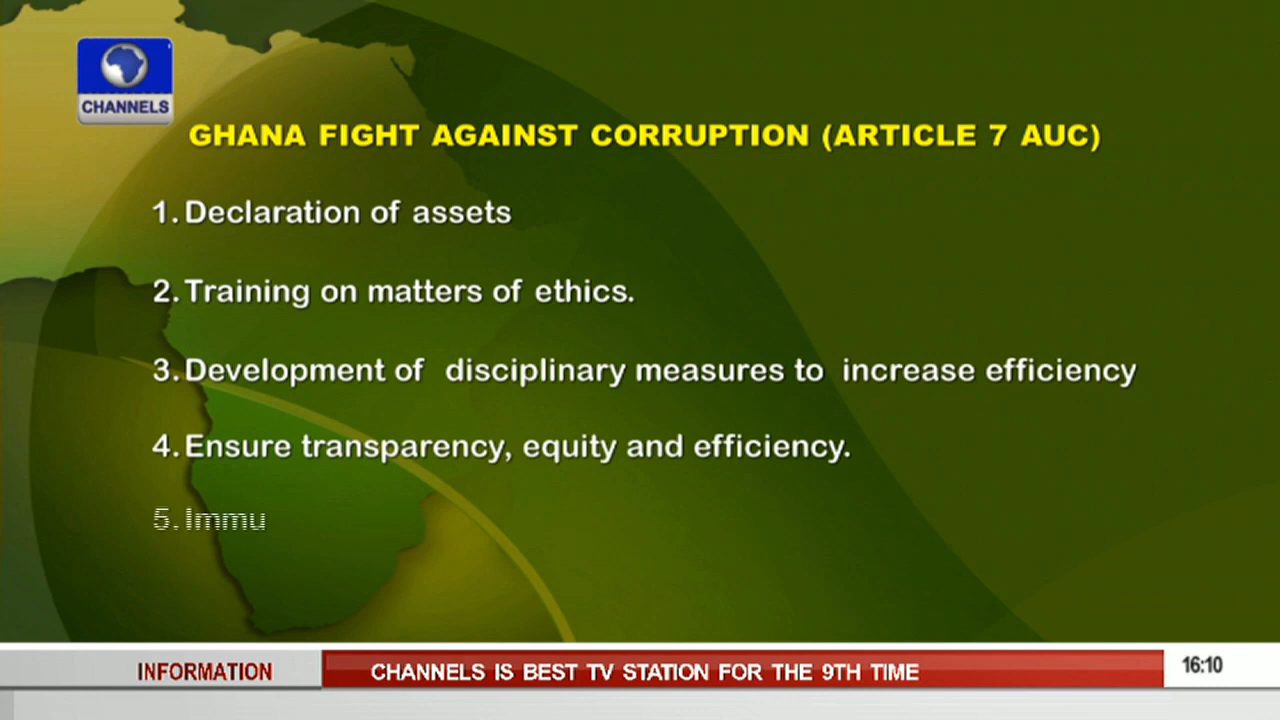 CHANNELS
GHANA FIGHT AGAINST CORRUPTION (ARTICLE 7 AUC)
1. Declaration of assets
2. Training on matters of ethics.
3. Development of disciplinary measures to increase efficiency
4. Ensure transparency, equity and efficiency.
5. Immu
INFORMATION CHANNELS IS BEST TV STATION FOR THE 9TH TIME 16:10